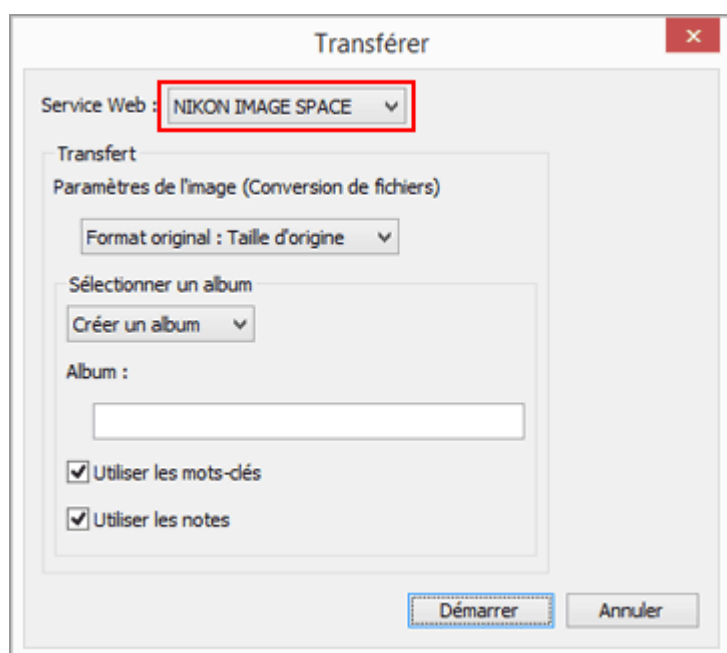 Transférer
Service Web : NIKON IMAGE SPACE
Transfert
Paramètres de l'image (Conversion de fichiers)
Format original : Taille d'origine
Sélectionner un album
Créer un album
Album :
Utiliser les mots-clés
Utiliser les notes
Démarrer Annuler